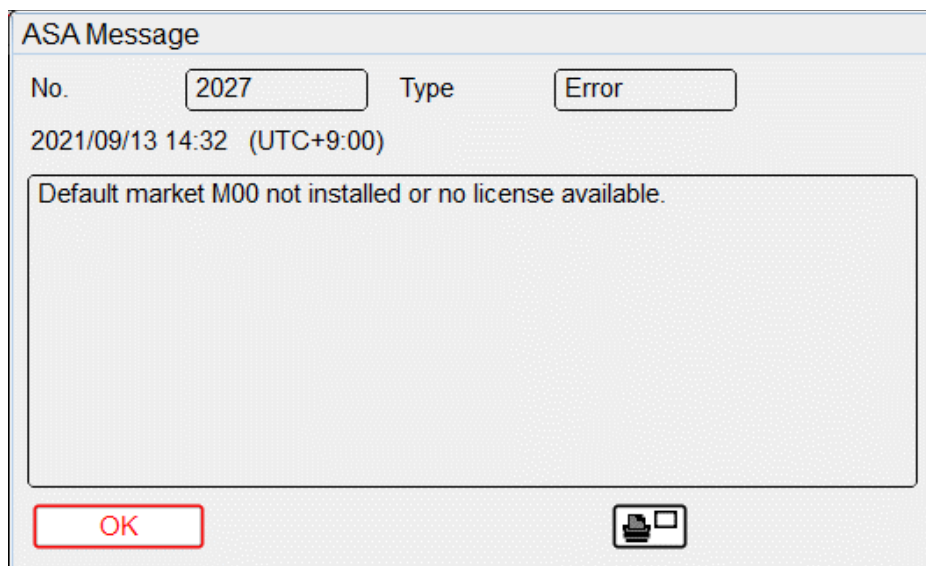 ASA Message
No. 2027 Type Error
2021/09/13 14:32 (UTC+9:00)
Default market M00 not installed or no license available.
OK